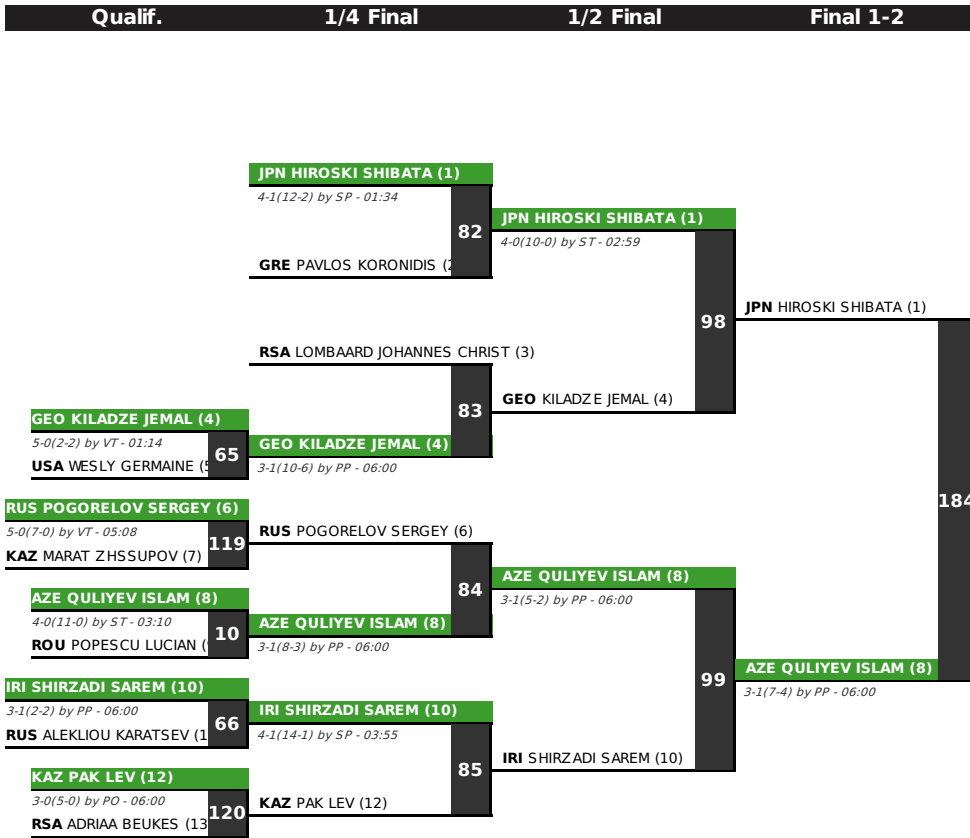 Qualif. 1/4 Final 1/2 Final Final 1-2
JPN HIROSKI SHIBATA (1)
4-1(12-2) by SP - 01:34
82
GRE PAVLOS KORONIDIS (2
JPN HIROSKI SHIBATA (1)
4-0(10-0) by ST - 02:59
98
JPN HIROSKI SHIBATA (1)
RSA LOMBAARD JOHANNES CHRIST (3)
83
GEO KILADZE JEMAL (4)
GEO KILADZE JEMAL (4)
5-0(2-2) by VT - 01:14
65
USA WESLY GERMAINE (5
GEO KILADZE JEMAL (4)
3-1(10-6) by PP - 06:00
184
RUS POGORELOV SERGEY (6)
5-0(7-0) by VT - 05:08
119
KAZ MARAT ZHSSUPOV (7)
RUS POGORELOV SERGEY (6)
84
AZE QULIYEV ISLAM (8)
3-1(5-2) by PP - 06:00
AZE QULIYEV ISLAM (8)
4-0(11-0) by ST - 03:10
10
ROU POPESCU LUCIAN (
AZE QULIYEV ISLAM (8)
3-1(8-3) by PP - 06:00
99
AZE QULIYEV ISLAM (8)
3-1(7-4) by PP - 06:00
IRI SHIRZADI SAREM (10)
3-1(2-2) by PP - 06:00
66
RUS ALEKLIOU KARATSEV (1
IRI SHIRZADI SAREM (10)
4-1(14-1) by SP - 03:55
85
IRI SHIRZADI SAREM (10)
KAZ PAK LEV (12)
3-0(5-0) by PO - 06:00
120
RSA ADRIAA BEUKES (13
KAZ PAK LEV (12)